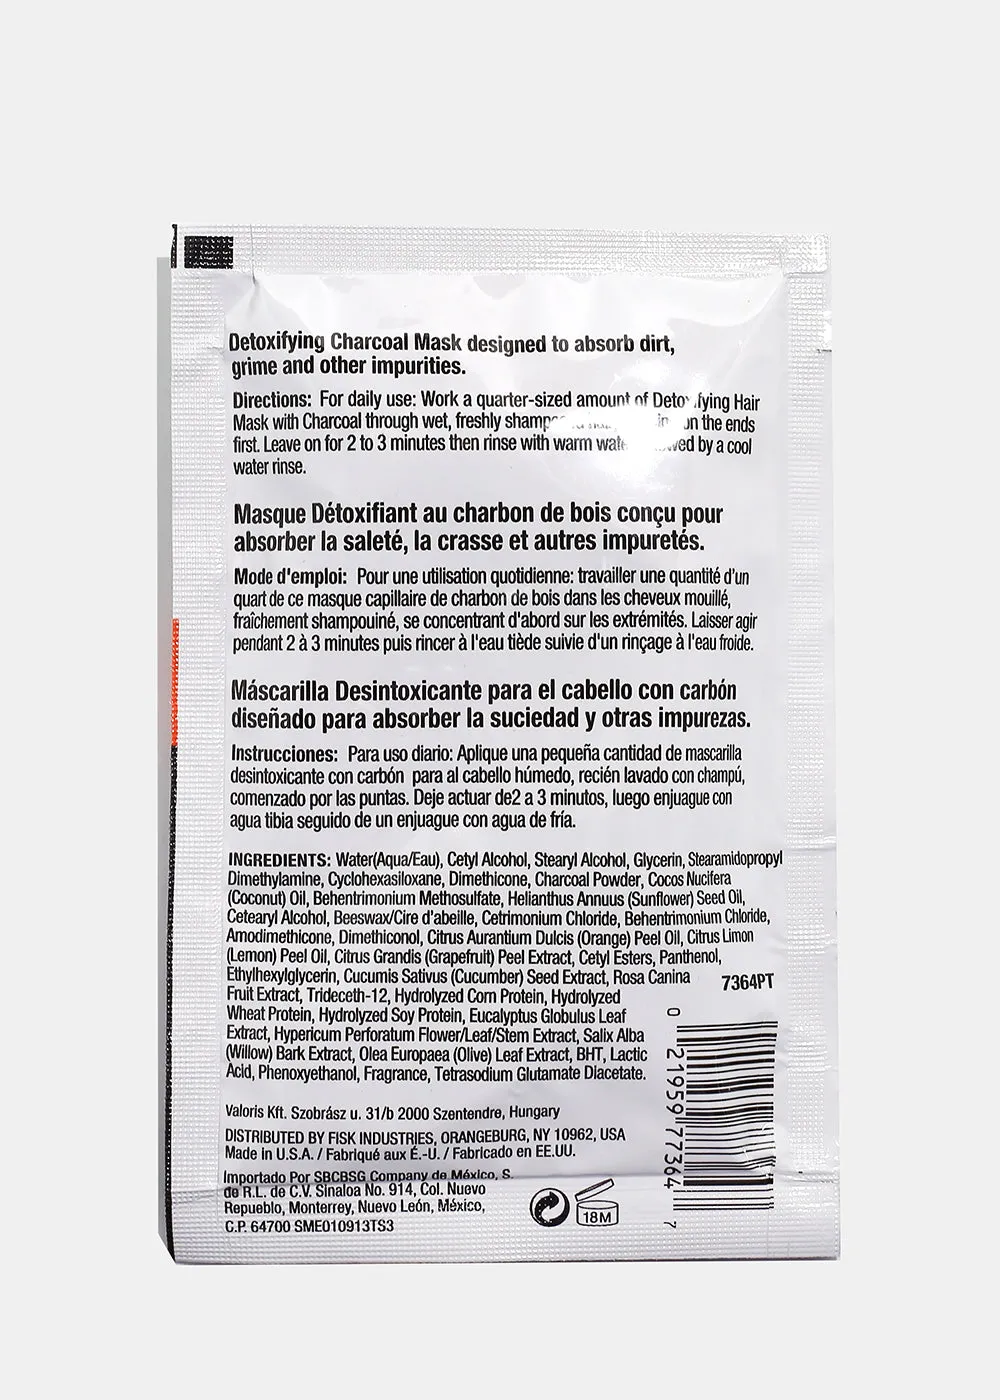 Detoxifying Charcoal Mask designed to absorb dirt,
grime and other impurities.
Directions: For daily use: Work a quarter-sized amount of Hair
Mask with Charcoal through wet, freshly on the ends
first. Leave on for 2 to 3 minutes then rinse with warm by a cool
water rinse.
Masque Détoxifiant au charbon de bois conçu pour
absorber la saleté, la crasse et autres impuretés.
Mode d'emploi: Pour une utilisation quotidienne: travailler une quantité d'un
quart de ce masque capillaire de charbon de bois dans les cheveux mouillé,
fraîchement shampouiné, se concentrant d'abord sur les extrémités. Laisser agir
pendant 2 à 3 minutes puis rincer à l'eau tiède suivie d'un rinçage à l'eau froide.
Máscarilla Desintoxicante para el cabello con carbón
diseñado para absorber la suciedad y otras impurezas.
Instrucciones: Para uso diario: Aplique una pequeña cantidad de mascarilla
desintoxicante con carbón para al cabello húmedo, recién lavado con champú,
comenzado por las puntas. Deje actuar de2 a 3 minutos, luego enjuague con
agua tibia seguido de un enjuague con agua de fría.
INGREDIENTS: Water(Aqua/Eau), Cetyl Alcohol, Stearyl Alcohol, Glycerin, Stearamidopropyl
Dimethylamine, Cyclohexasiloxane, Dimethicone, Charcoal Powder, Cocos Nucifera
(Coconut) Oil, Behentrimonium Methosulfate, Helianthus Annuus (Sunflower) Seed Oil,
Cetearyl Alcohol, Beeswax/Cire d'abeille, Cetrimonium Chloride, Behentrimonium Chloride,
Amodimethicone, Dimethiconol, Citrus Aurantium Dulcis (Orange) Peel Oil, Citrus Limon
(Lemon) Peel Oil, Citrus Grandis (Grapefruit) Peel Extract, Cetyl Esters, Panthenol,
Ethylhexylglycerin, Cucumis Sativus (Cucumber) Seed Extract, Rosa Canina
Fruit Extract, Trideceth-12, Hydrolyzed Corn Protein, Hydrolyzed
Wheat Protein, Hydrolyzed Soy Protein, Eucalyptus Globulus Leaf
Extract, Hypericum Perforatum Flower/Leaf/Stem Extract, Salix Alba
(Willow) Bark Extract, Olea Europaea (Olive) Leaf Extract, BHT, Lactic
Acid, Phenoxyethanol, Fragrance, Tetrasodium Glutamate Diacetate.
7364PT
0 21959 77364 7
Valoris Kft. Szobrász u. 31/b 2000 Szentendre, Hungary
DISTRIBUTED BY FISK INDUSTRIES, ORANGEBURG, NY 10962, USA
Made in U.S.A. / Fabriqué aux É.-U. / Fabricado en EE.UU.
Importado Por SBCBSG Company de México, S.
de R.L. de C.V. Sinaloa No. 914, Col. Nuevo
Repueblo, Monterrey, Nuevo León, México,
C.P. 64700 SME010913TS3
18M